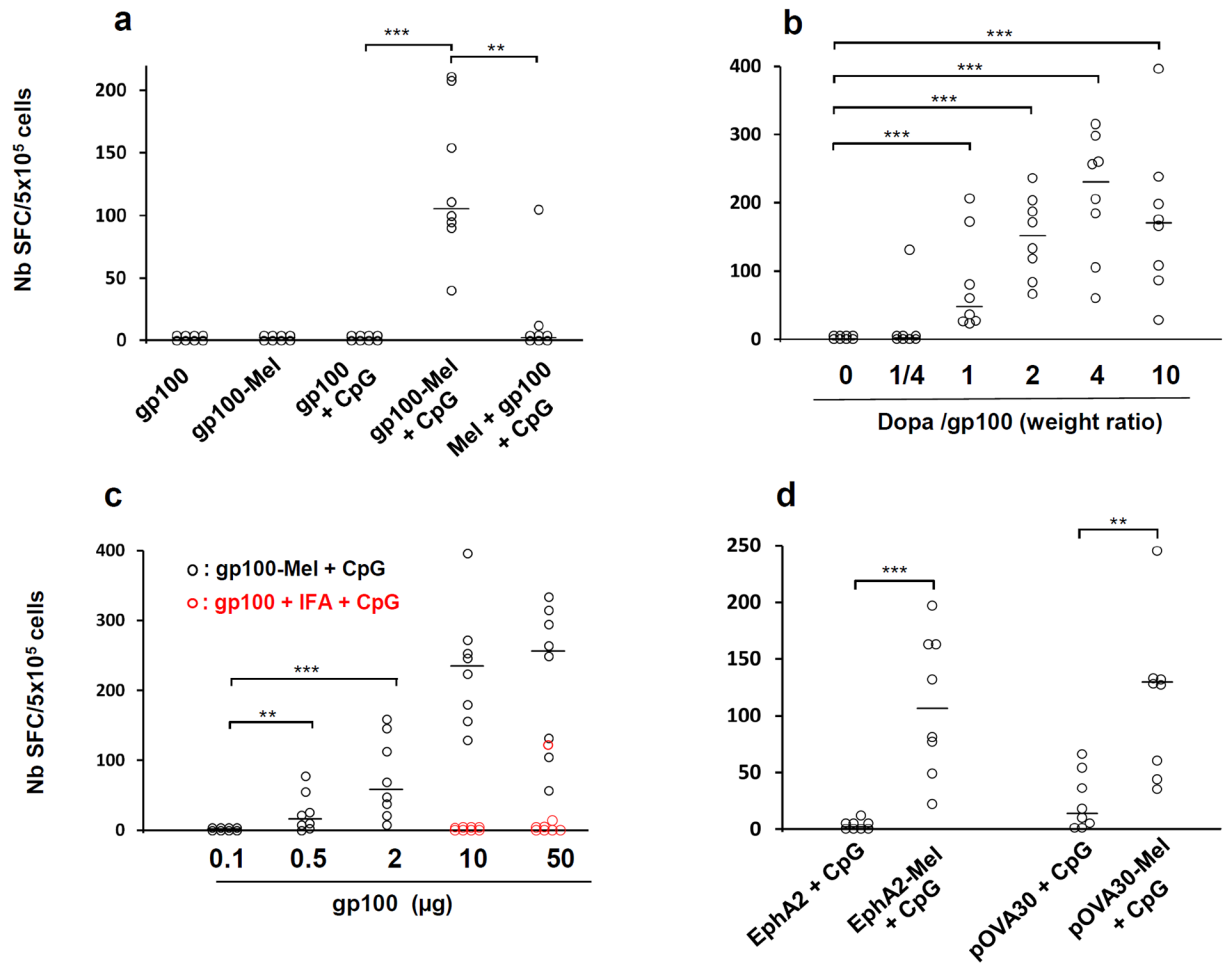 a
Nb SFC/5x10⁵ cells
***
**
200
150
100
50
0
gp100
gp100-Mel
gp100
+ CpG
gp100-Mel
+ CpG
Mel + gp100
+ CpG
b
***
***
***
***
400
300
200
100
0
0 1/4 1 2 4 10
Dopa /gp100 (weight ratio)
c
Nb SFC/5x10⁵ cells
400
300
200
100
0
o : gp100-Mel + CpG
o : gp100 + IFA + CpG
***
**
0.1 0.5 2 10 50
gp100 (µg)
d
**
***
250
200
150
100
50
0
EphA2 + CpG
EphA2-Mel
+ CpG
pOVA30 + CpG
pOVA30-Mel
+ CpG